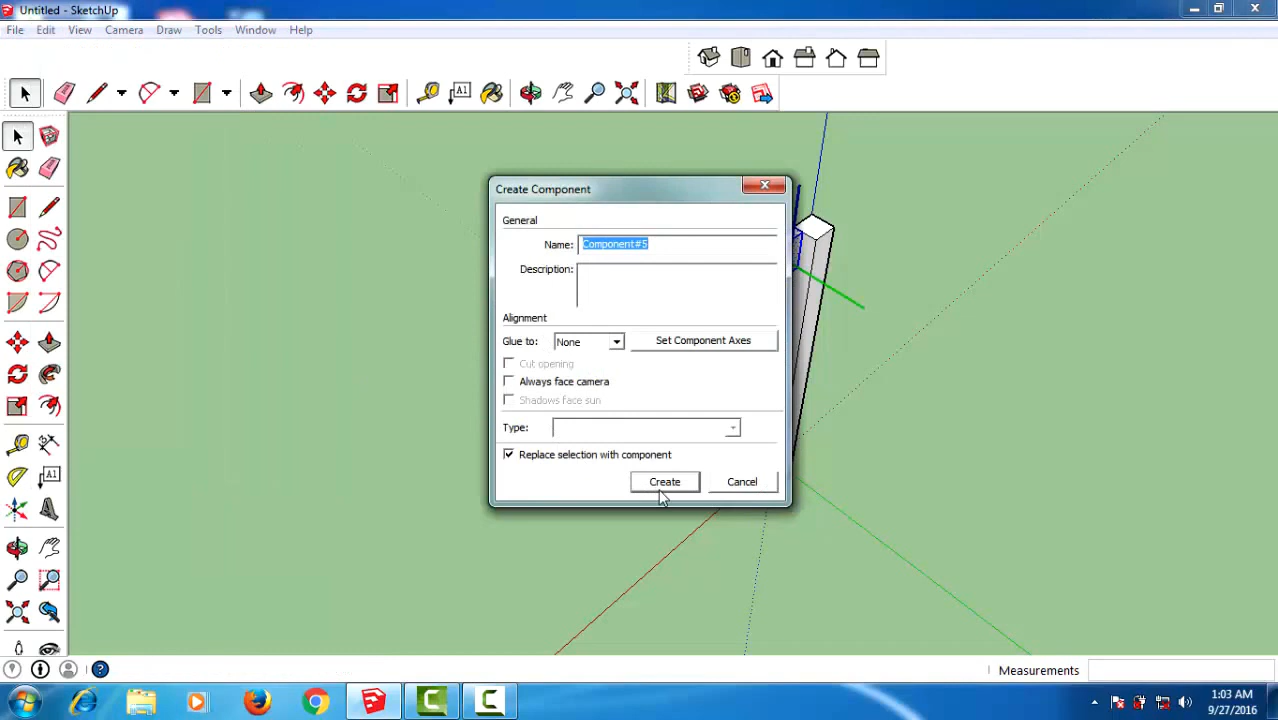 Untitled - SketchUp
File Edit View Camera Draw Tools Window Help
A1
Create Component
General
Name: Component#5
Description:
Alignment
Glue to: None Set Component Axes
Cut opening
Always face camera
Shadows face sun
Type:
Replace selection with component
Create Cancel
A1
Measurements
1:03 AM
9/27/2016